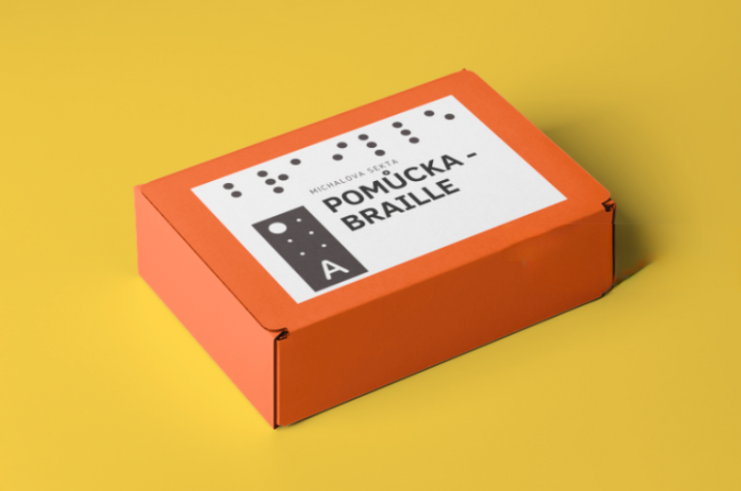 ⠃⠗⠁⠊⠇⠇⠑
MICHALOVA SEKTA
POMŮCKA -
BRAILLE
A